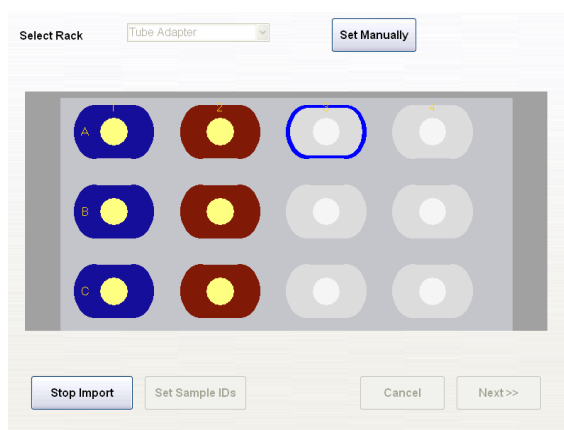 Select Rack
Tube Adapter
Set Manually
1 2 3 4
A
B
C
Stop Import
Set Sample IDs
Cancel
Next>>